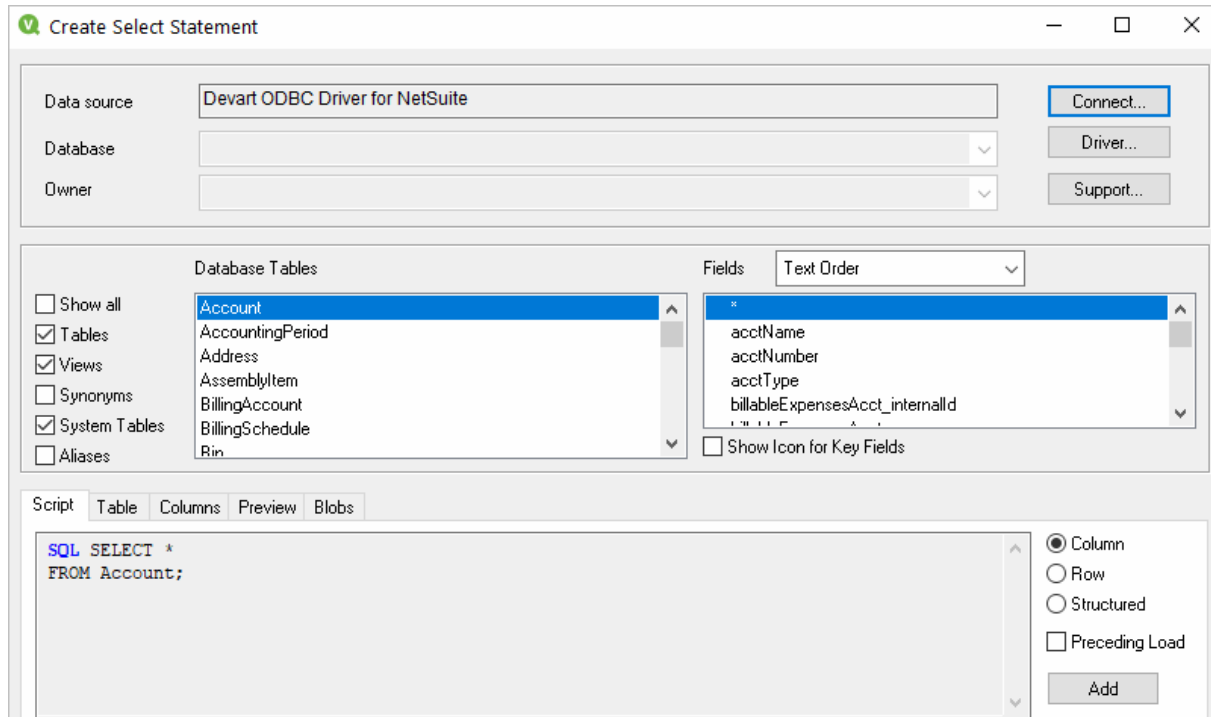 Create Select Statement
Data source
Devart ODBC Driver for NetSuite
Connect...
Database
Driver...
Owner
Support...
Database Tables
Fields
Text Order
Show all
Tables
Views
Synonyms
System Tables
Aliases
Account
AccountingPeriod
Address
AssemblyItem
BillingAccount
BillingSchedule
Bin
*
acctName
acctNumber
acctType
billableExpensesAcct_internalId
Show Icon for Key Fields
Script
Table
Columns
Preview
Blobs
SQL SELECT *
FROM Account;
Column
Row
Structured
Preceding Load
Add